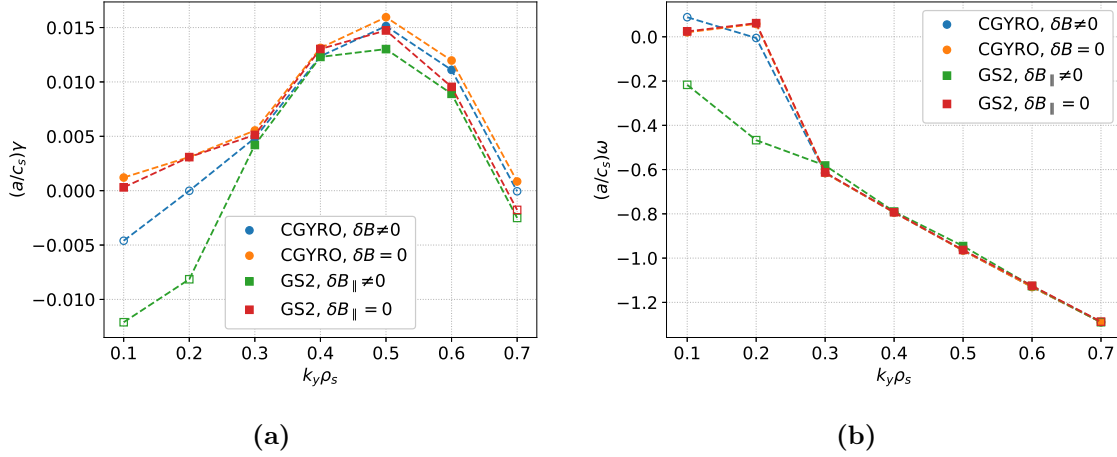 0.015
0.010
0.005
0.000
−0.005
−0.010
(a/c_s)γ
CGYRO, δB≠0
CGYRO, δB = 0
GS2, δB_∥ ≠0
GS2, δB_∥ = 0
0.1 0.2 0.3 0.4 0.5 0.6 0.7
k_yρ_s
(a)
0.0
−0.2
−0.4
−0.6
−0.8
−1.0
−1.2
(a/c_s)ω
CGYRO, δB≠0
CGYRO, δB = 0
GS2, δB_∥ ≠0
GS2, δB_∥ = 0
0.1 0.2 0.3 0.4 0.5 0.6 0.7
k_yρ_s
(b)